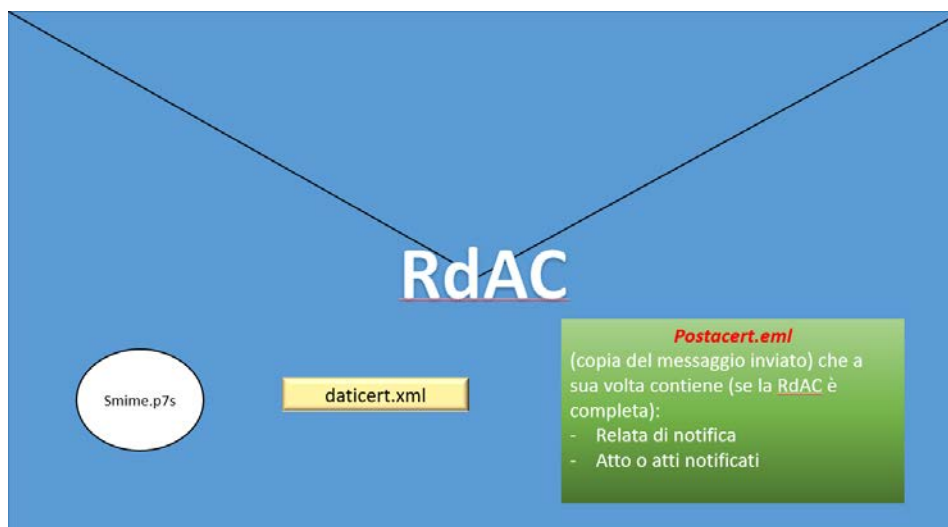 RdAC
Smime.p7s
daticert.xml
Postacert.eml
(copia del messaggio inviato) che a
sua volta contiene (se la RdAC è
completa):
- Relata di notifica
- Atto o atti notificati